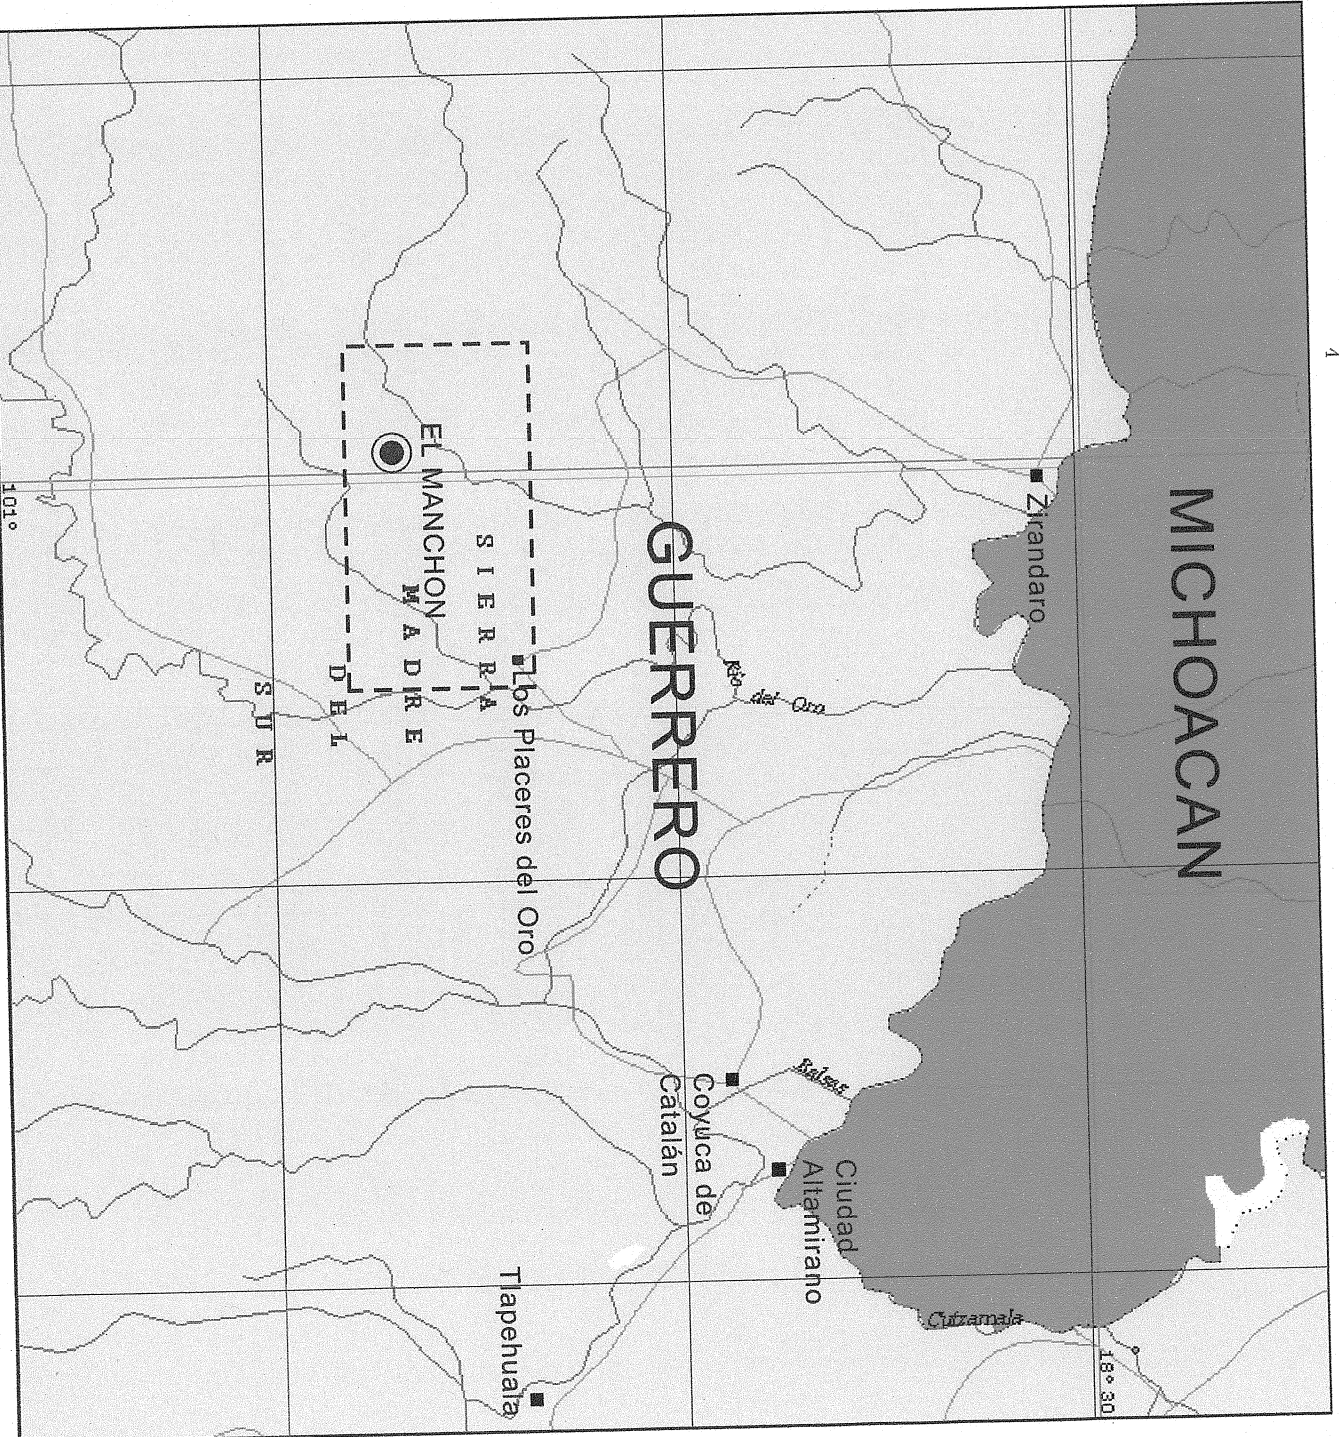 MICHOACAN
Zirandaro
18° 30
Cutzamala
Ciudad
Altamirano
Balsas
Rio del Oro
Coyuca de
Catalán
GUERRERO
Los Placeres del Oro
Tlapehuala
SIERRA
EL MANCHON
MADRE
DEL
SUR
101°